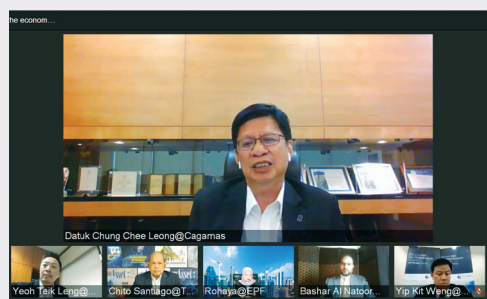 the econom...
Datuk Chung Chee Leong@Cagamas
Yeoh Teik Leng@...
Chito Santiago@T...
Rohaya@EPF
Bashar Al Natoor...
Yip Kit Weng@...